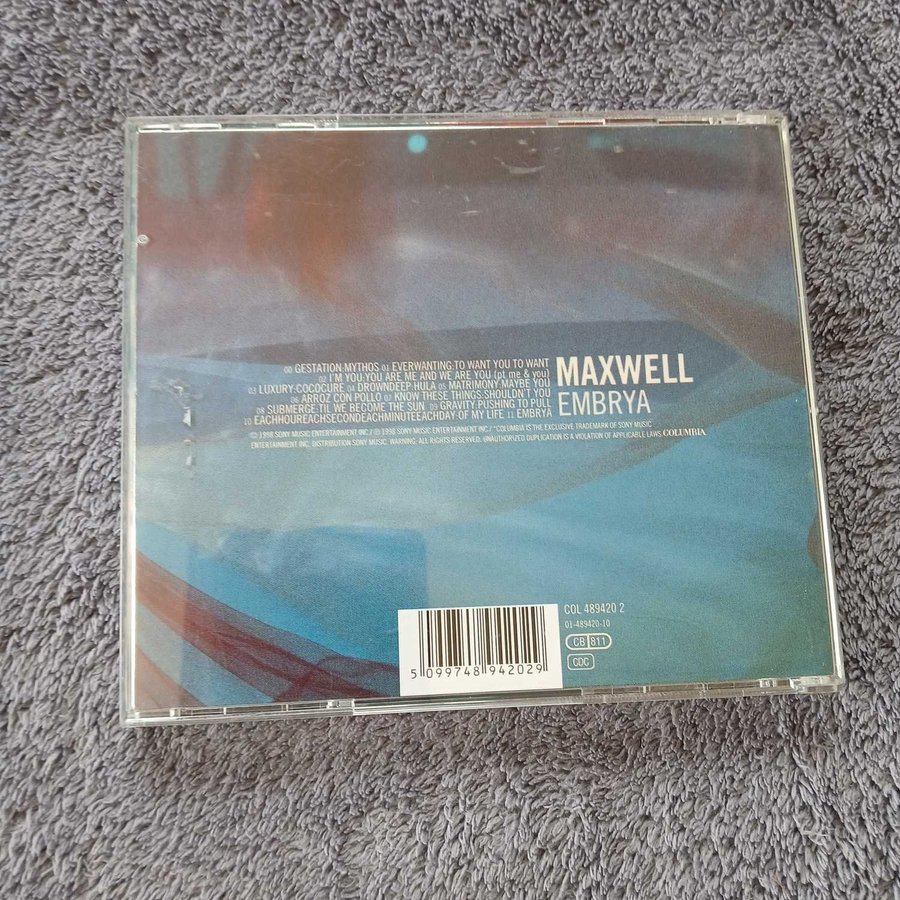 00 GESTATION:MYTHOS 01 EVERWANTING:TO WANT YOU TO WANT
02 I'M YOU:YOU ARE ME AND WE ARE YOU (pt me & you)
03 LUXURY:COCOCURE 04 DROWNDEEP:HULA 05 MATRIMONY:MAYBE YOU
06 ARROZ CON POLLO 07 KNOW THESE THINGS:SHOULDN'T YOU
08 SUBMERGE:TIL WE BECOME THE SUN 09 GRAVITY:PUSHING TO PULL
10 EACHHOUREACHSECONDEACHMINUTEEACHDAY:OF MY LIFE 11 EMBRYA
MAXWELL
EMBRYA
© 1998 SONY MUSIC ENTERTAINMENT INC./ ℗ 1998 SONY MUSIC ENTERTAINMENT INC./ "COLUMBIA IS THE EXCLUSIVE TRADEMARK OF SONY MUSIC
ENTERTAINMENT INC. DISTRIBUTION SONY MUSIC. WARNING: ALL RIGHTS RESERVED. UNAUTHORIZED DUPLICATION IS A VIOLATION OF APPLICABLE LAWS. COLUMBIA
COL 489420 2
01-489420-10
CB 811
CDC
5 099748 942029